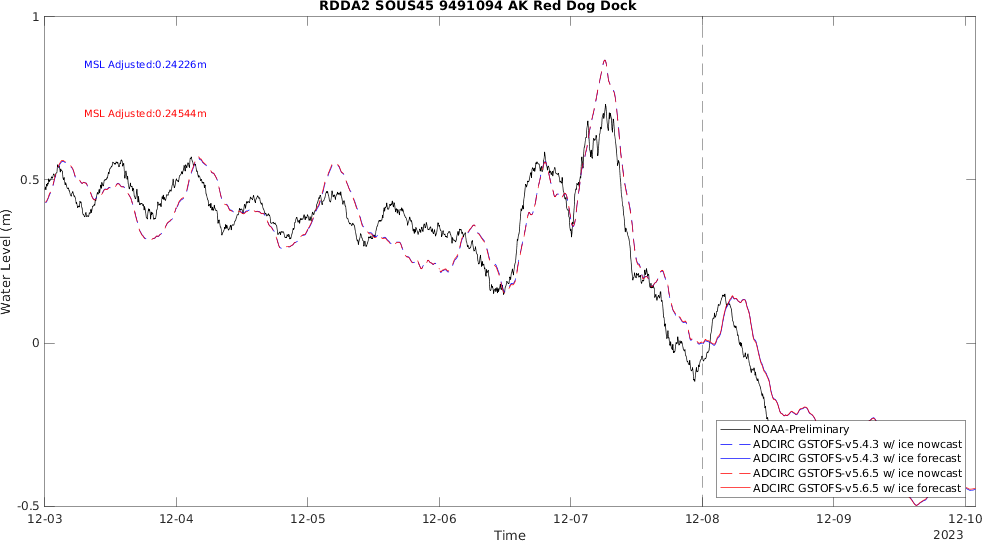 RDDA2 SOUS45 9491094 AK Red Dog Dock
MSL Adjusted:0.24226m
MSL Adjusted:0.24544m
Water Level (m)
1
0.5
0
-0.5
NOAA-Preliminary
ADCIRC GSTOFS-v5.4.3 w/ ice nowcast
ADCIRC GSTOFS-v5.4.3 w/ ice forecast
ADCIRC GSTOFS-v5.6.5 w/ ice nowcast
ADCIRC GSTOFS-v5.6.5 w/ ice forecast
12-03 12-04 12-05 12-06 12-07 12-08 12-09 12-10
Time
2023